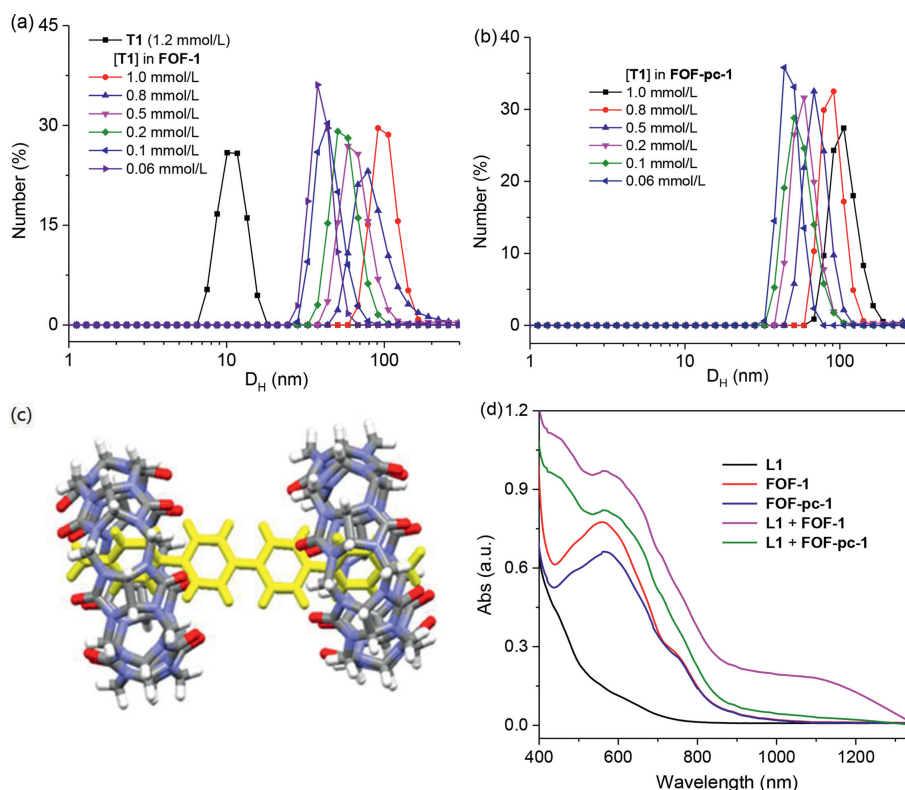 (a)
45
30
15
0
Number (%)
T1 (1.2 mmol/L)
[T1] in FOF-1
1.0 mmol/L
0.8 mmol/L
0.5 mmol/L
0.2 mmol/L
0.1 mmol/L
0.06 mmol/L
1
10
100
DH (nm)
(b)
40
30
20
10
0
Number (%)
[T1] in FOF-pc-1
1.0 mmol/L
0.8 mmol/L
0.5 mmol/L
0.2 mmol/L
0.1 mmol/L
0.06 mmol/L
1
10
100
DH (nm)
(c)
(d)
1.2
0.9
0.6
0.3
0.0
Abs (a.u.)
L1
FOF-1
FOF-pc-1
L1 + FOF-1
L1 + FOF-pc-1
400
600
800
1000
1200
Wavelength (nm)